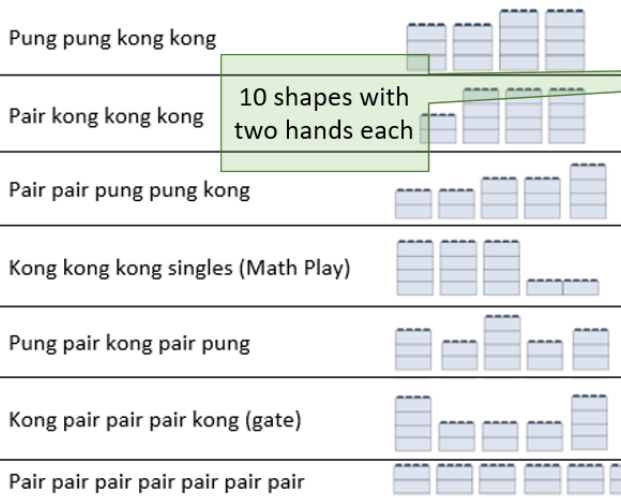 Pung pung kong kong
10 shapes with
two hands each
Pair kong kong kong
Pair pair pung pung kong
Kong kong kong singles (Math Play)
Pung pair kong pair pung
Kong pair pair pair kong (gate)
Pair pair pair pair pair pair pair